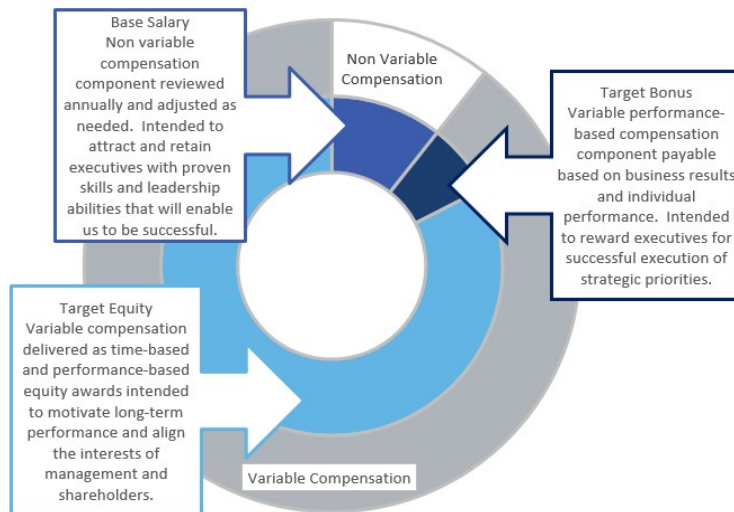 Base Salary
Non variable
compensation
component reviewed
annually and adjusted as
needed.  Intended to
attract and retain
executives with proven
skills and leadership
abilities that will enable
us to be successful.
Non Variable
Compensation
Target Bonus
Variable performance-
based compensation
component payable
based on business results
and individual
performance.  Intended
to reward executives for
successful execution of
strategic priorities.
Target Equity
Variable compensation
delivered as time-based
and performance-based
equity awards intended
to motivate long-term
performance and align
the interests of
management and
shareholders.
Variable Compensation